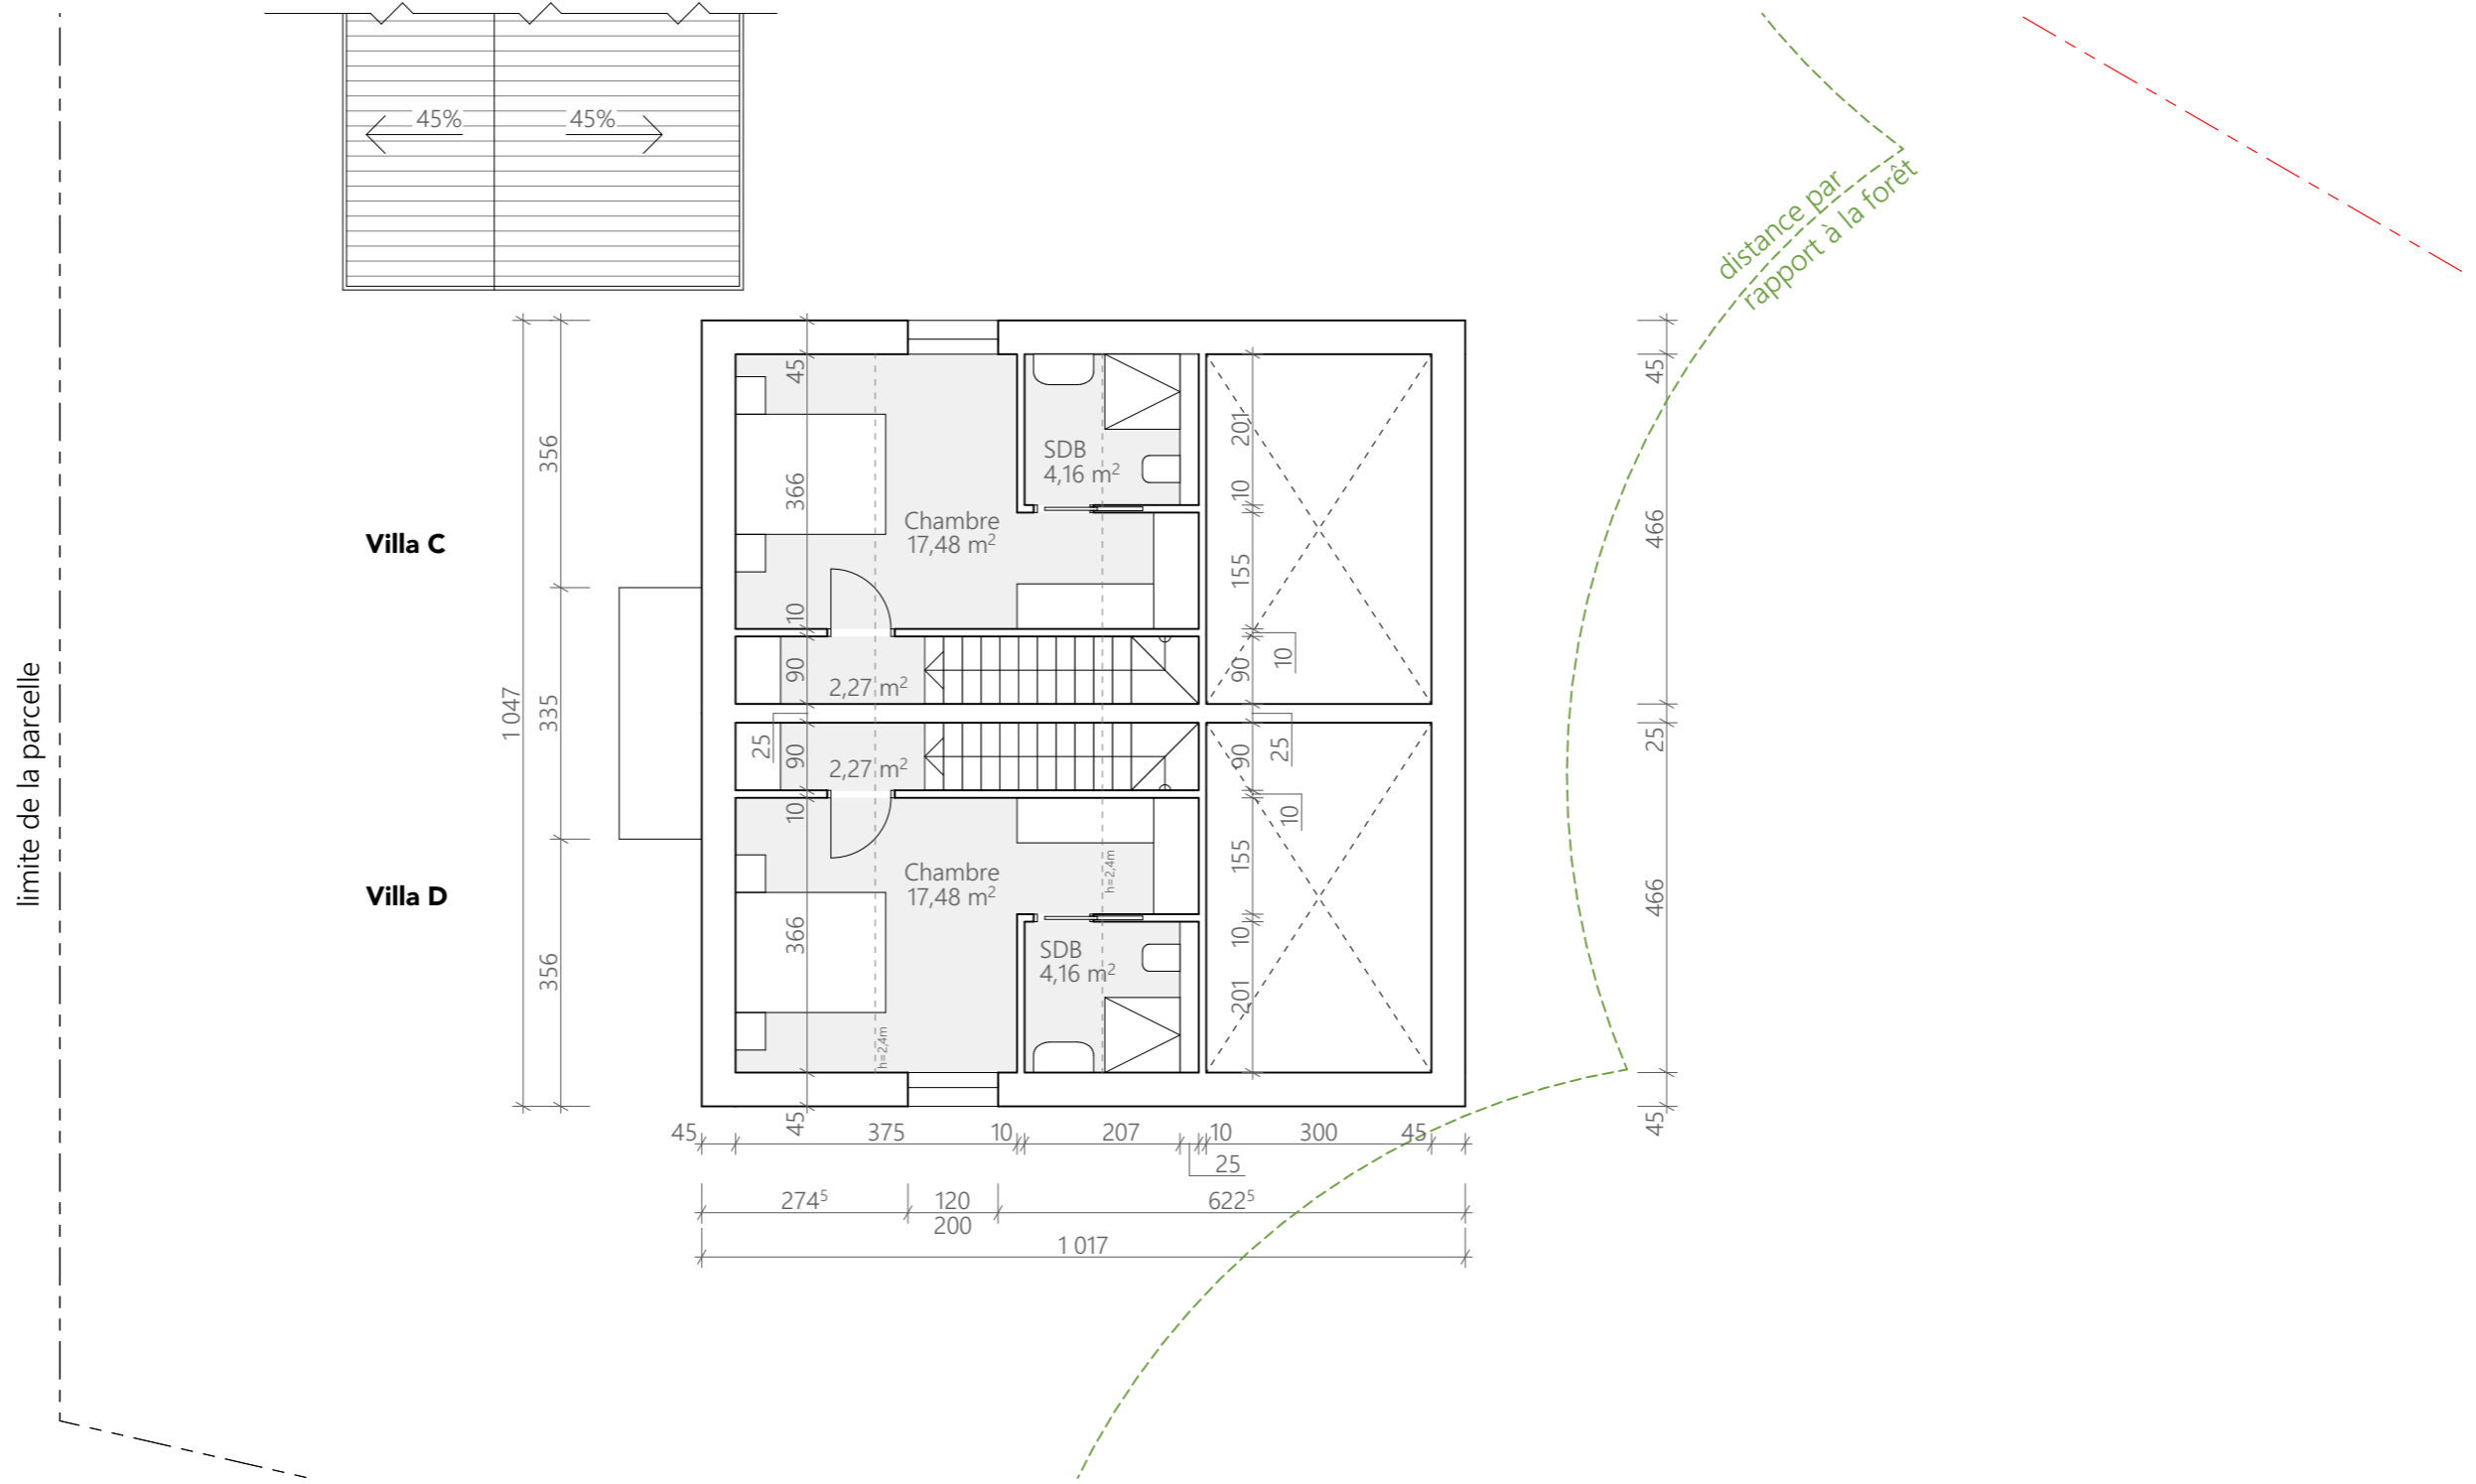 45%
45%
distance par
rapport à la forêt
limite de la parcelle
Villa C
Villa D
1 047
356
335
356
45
366
10
90
25
90
10
366
45
Chambre
17,48 m²
SDB
4,16 m²
2,27 m²
2,27 m²
Chambre
17,48 m²
SDB
4,16 m²
h=2,4m
h=2,4m
201
10
155
10
90
25
90
10
155
10
201
45
466
25
466
45
45
375
10
207
10
300
45
25
274⁵
120
622⁵
200
1 017